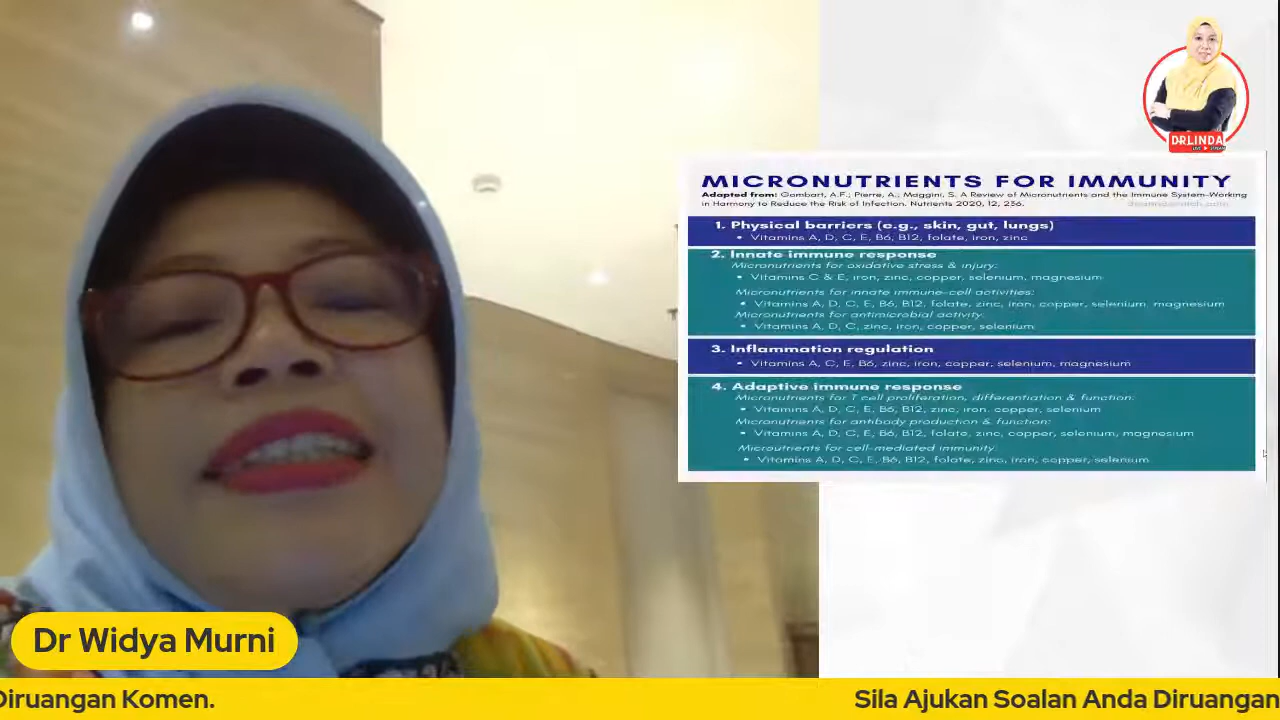 DRLINDA
MICRONUTRIENTS FOR IMMUNITY
Adapted from: Gombart, A.F.; Pierre, A.; Maggini, S. A Review of Micronutrients and the Immune System–Working
in Harmony to Reduce the Risk of Infection. Nutrients 2020, 12, 236.
1. Physical barriers (e.g., skin, gut, lungs)
• Vitamins A, D, C, E, B6, B12, folate, iron, zinc
2. Innate immune response
Micronutrients for oxidative stress & injury:
• Vitamins C & E, iron, zinc, copper, selenium, magnesium
Micronutrients for innate immune-cell activities:
• Vitamins A, D, C, E, B6, B12, folate, zinc, iron, copper, selenium, magnesium
Micronutrients for antimicrobial activity:
• Vitamins A, D, C, zinc, iron, copper, selenium
3. Inflammation regulation
• Vitamins A, C, E, B6, zinc, iron, copper, selenium, magnesium
4. Adaptive immune response
Micronutrients for T cell proliferation, differentiation & function:
• Vitamins A, D, C, E, B6, B12, zinc, iron, copper, selenium
Micronutrients for antibody production & function:
• Vitamins A, D, C, E, B6, B12, folate, zinc, copper, selenium, magnesium
Micoutrients for cell-mediated immunity:
• Vitamins A, D, C, E, B6, B12, folate, zinc, iron, copper, selenium
Dr Widya Murni
Diruangan Komen. Sila Ajukan Soalan Anda Diruangan